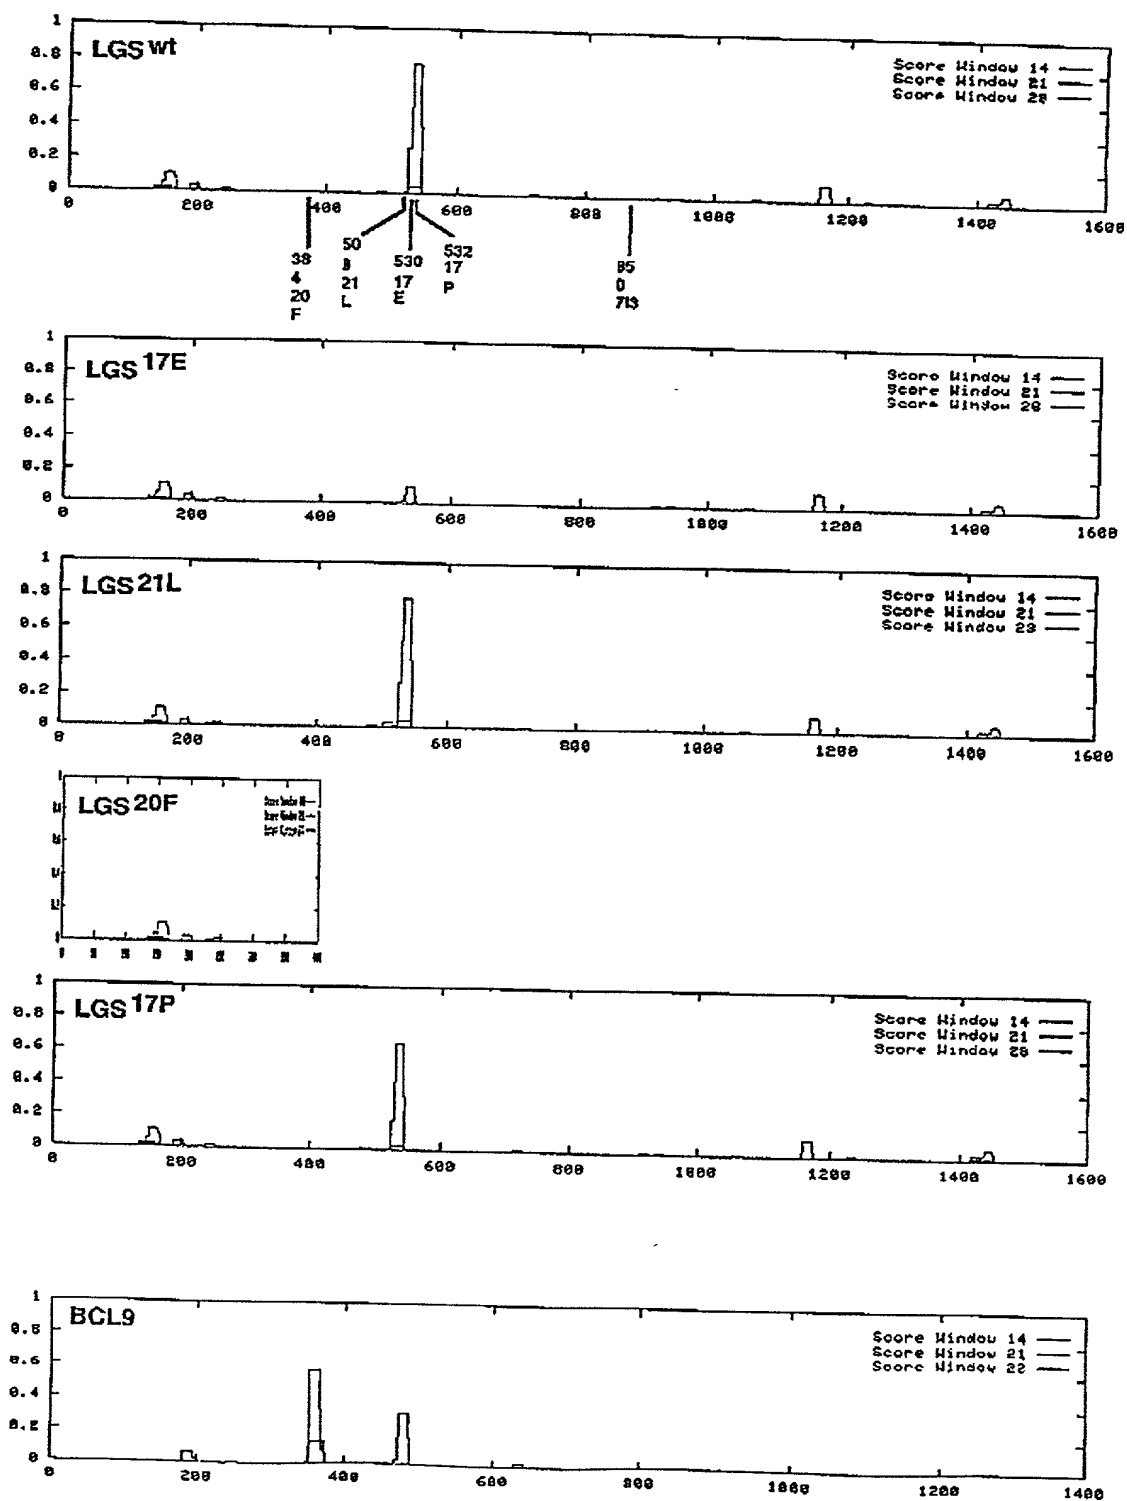 1
LGS wt
0.8
0.6
0.4
0.2
0
Score Window 14
Score Window 21
Score Window 28
0 200 400 600 800 1000 1200 1400 1600
38 4 20 F
50 8 21 L
530 17 E
532 17 P
85 0 713
1
LGS 17E
0.8
0.6
0.4
0.2
0
Score Window 14
Score Window 21
Score Window 28
0 200 400 600 800 1000 1200 1400 1600
1
LGS 21L
0.8
0.6
0.4
0.2
0
Score Window 14
Score Window 21
Score Window 28
0 200 400 600 800 1000 1200 1400 1600
LGS 20F
1
LGS 17P
0.8
0.6
0.4
0.2
0
Score Window 14
Score Window 21
Score Window 28
0 200 400 600 800 1000 1200 1400 1600
1
BCL9
0.8
0.6
0.4
0.2
0
Score Window 14
Score Window 21
Score Window 22
0 200 400 600 800 1000 1200 1400